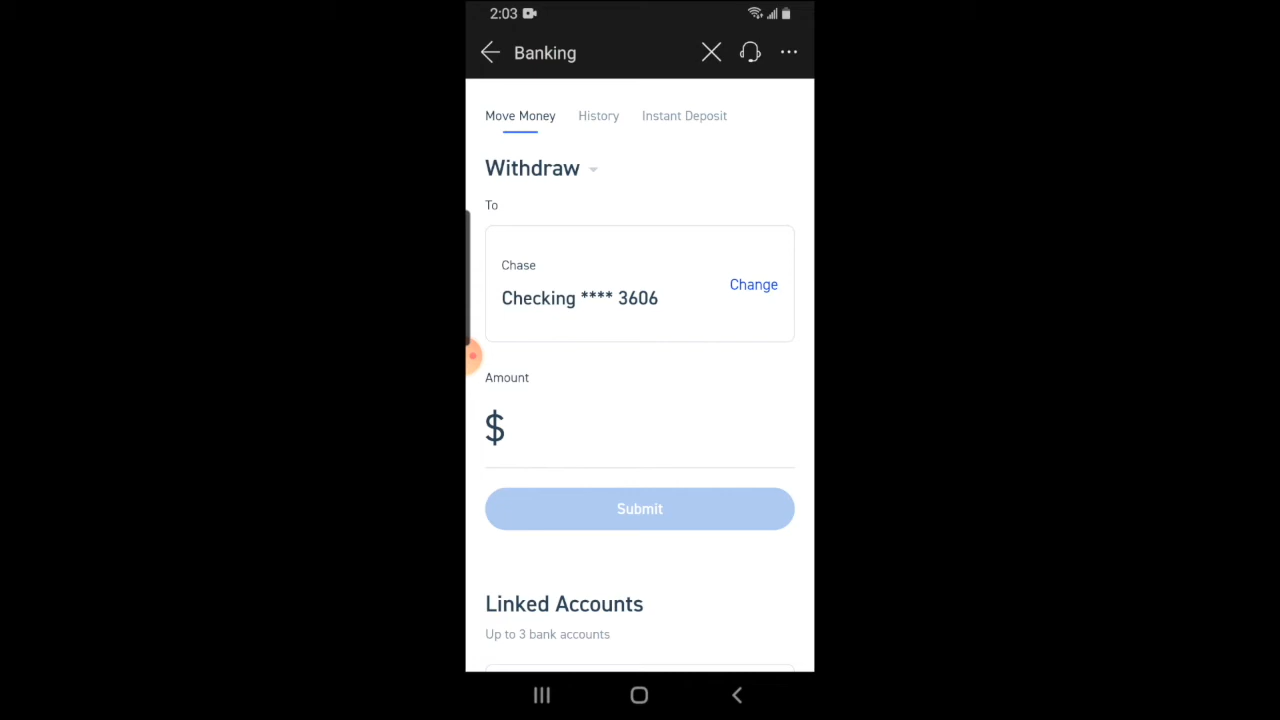 2:03
Banking
Move Money History Instant Deposit
Withdraw
To
Chase
Checking **** 3606
Change
Amount
$
Submit
Linked Accounts
Up to 3 bank accounts